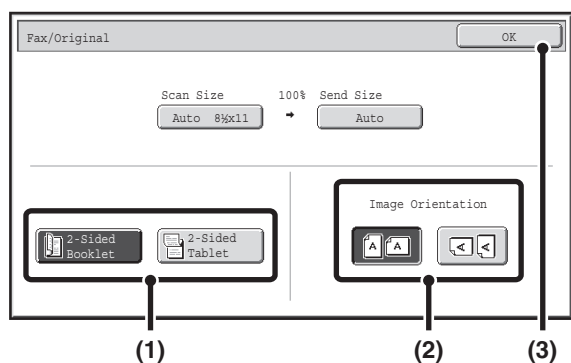 Fax/Original
OK
Scan Size 100% Send Size
Auto 8½x11 Auto
Image Orientation
2-Sided Booklet
2-Sided Tablet
A A A A
(1) (2) (3)